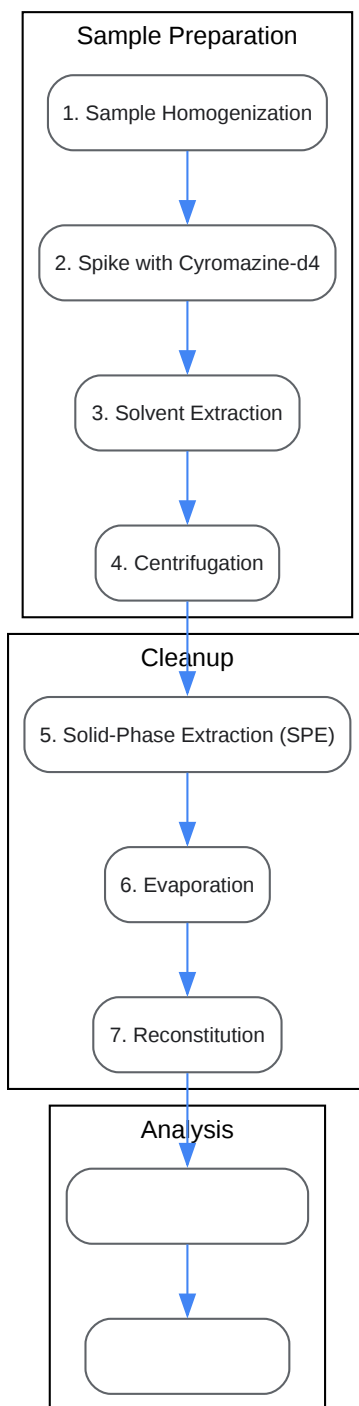 Sample Preparation
1. Sample Homogenization
2. Spike with Cyromazine-d4
3. Solvent Extraction
4. Centrifugation
Cleanup
5. Solid-Phase Extraction (SPE)
6. Evaporation
7. Reconstitution
Analysis